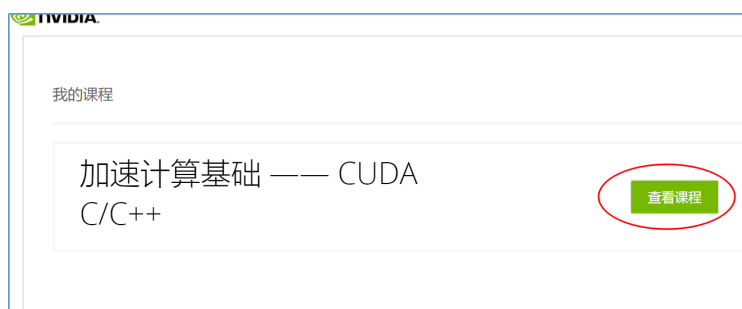 NVIDIA.
我的课程
加速计算基础 —— CUDA
C/C++
查看课程